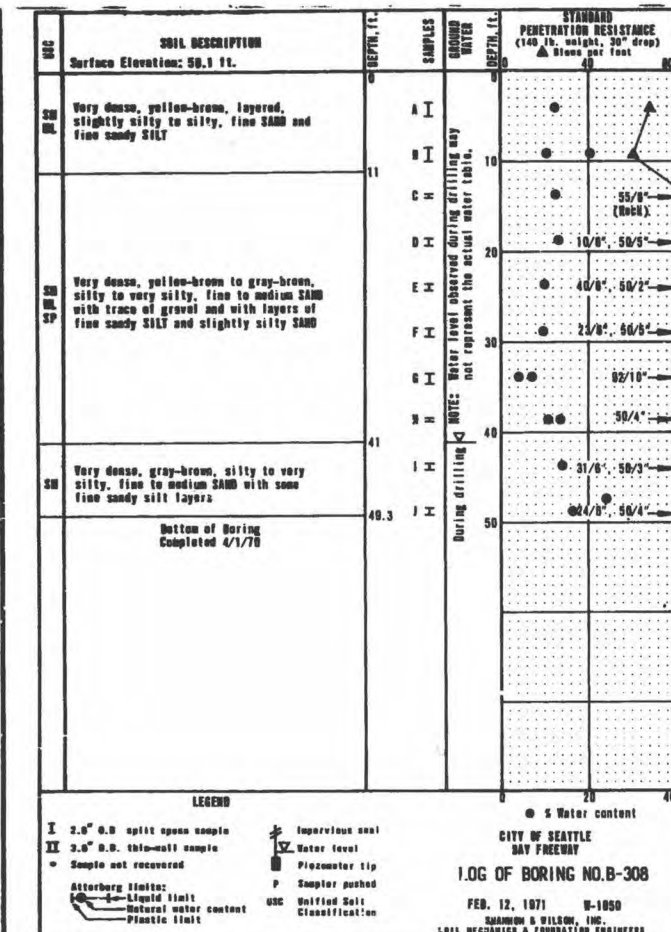 USC
SOIL DESCRIPTION
Surface Elevation: 58.1 ft.
DEPTH, ft.
SAMPLES
GROUND WATER
DEPTH, ft.
STANDARD
PENETRATION RESISTANCE
(140 lb. weight, 30" drop)
▲ Blows per foot
0
0
SM
ML
Very dense, yellow-brown, layered,
slightly silty to silty, fine SAND and
fine sandy SILT
11
SM
ML
SP
Very dense, yellow-brown to gray-brown,
silty to very silty, fine to medium SAND
with trace of gravel and with layers of
fine sandy SILT and slightly silty SAND
41
SM
Very dense, gray-brown, silty to very
silty, fine to medium SAND with some
fine sandy silt layers
49.3
Bottom of Boring
Completed 4/1/70
A
B
C
D
E
F
G
H
I
J
NOTE: Water level observed during drilling may
not represent the actual water table.
During drilling
10
20
30
40
50
55/6"
(Rock)
10/6", 50/5"
40/6", 50/2"
23/6", 50/5"
92/10"
50/4"
31/6", 50/3"
24/6", 50/4"
0 20 40
● % Water content
LEGEND
2.0" O.D split spoon sample
3.0" O.D. thin-wall sample
Sample not recovered
Atterberg limits:
Liquid limit
Natural water content
Plastic limit
Impervious seal
Water level
Piezometer tip
P Sampler pushed
USC Unified Soil
Classification
CITY OF SEATTLE
BAY FREEWAY
LOG OF BORING NO.B-308
FEB. 12, 1971 W-1050
SHANNON & WILSON, INC.
SOIL MECHANICS & FOUNDATION ENGINEERS